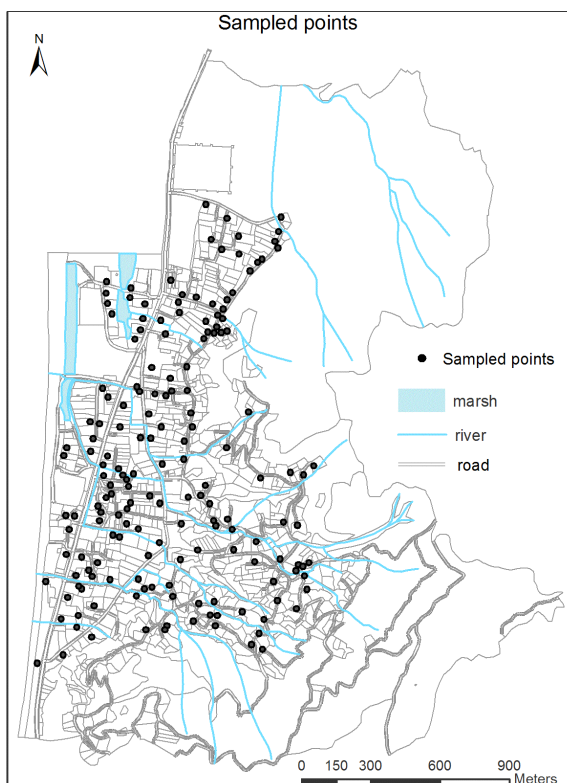 Sampled points
N
Sampled points
marsh
river
road
0 150 300 600 900
Meters